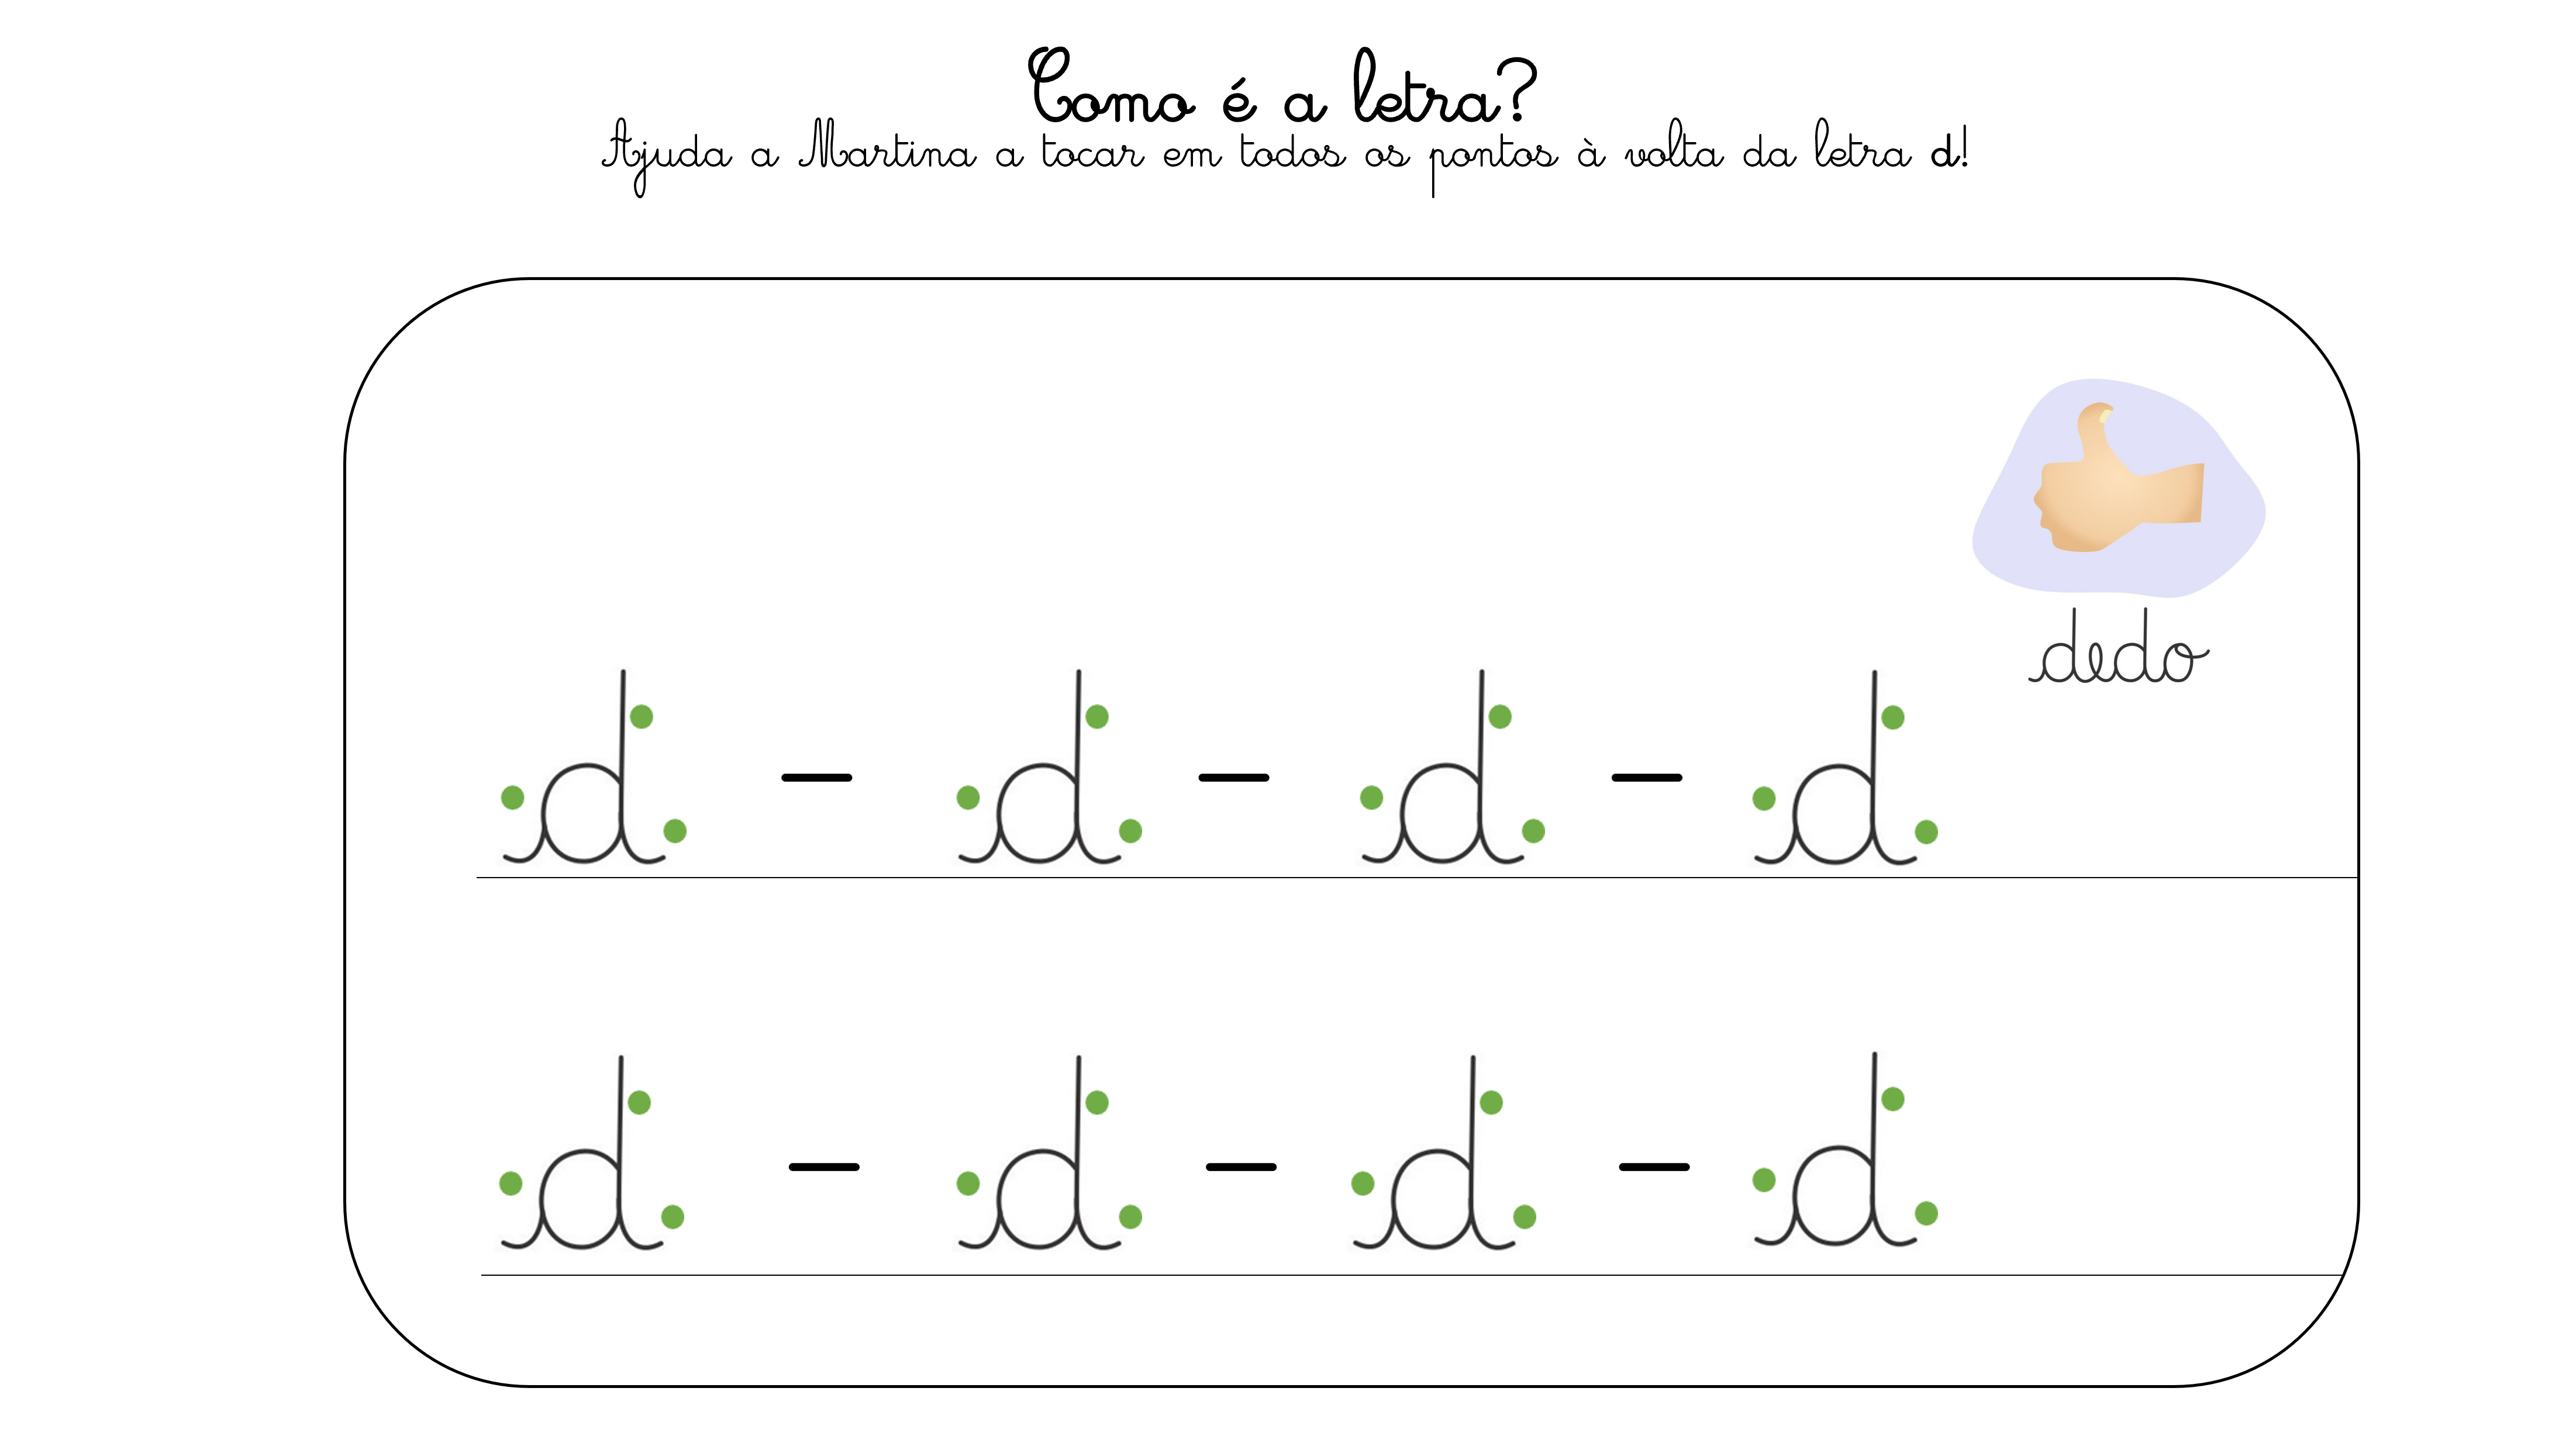 Como é a letra?
Ajuda a Martina a tocar em todos os pontos à volta da letra d!
dedo
d - d - d - d
d - d - d - d